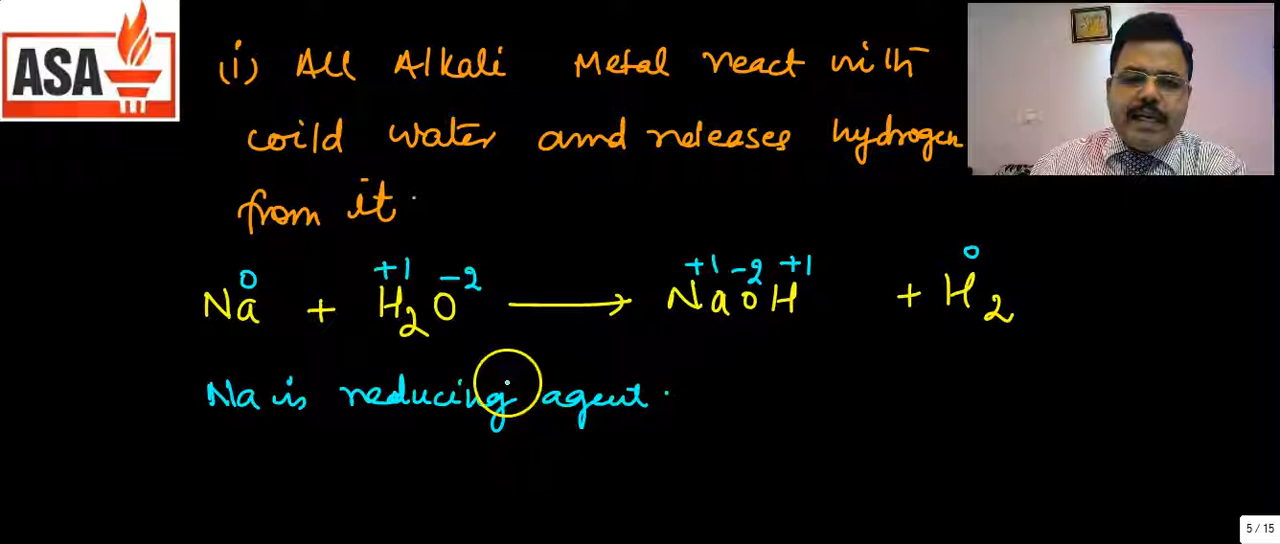 ASA
(i) All Alkali Metal react with
coild water and releases hydrogen
from it.
0 +1 -2 +1 -2 +1 0
Na + H2O → NaOH + H2
Na is reducing agent.
5 / 15